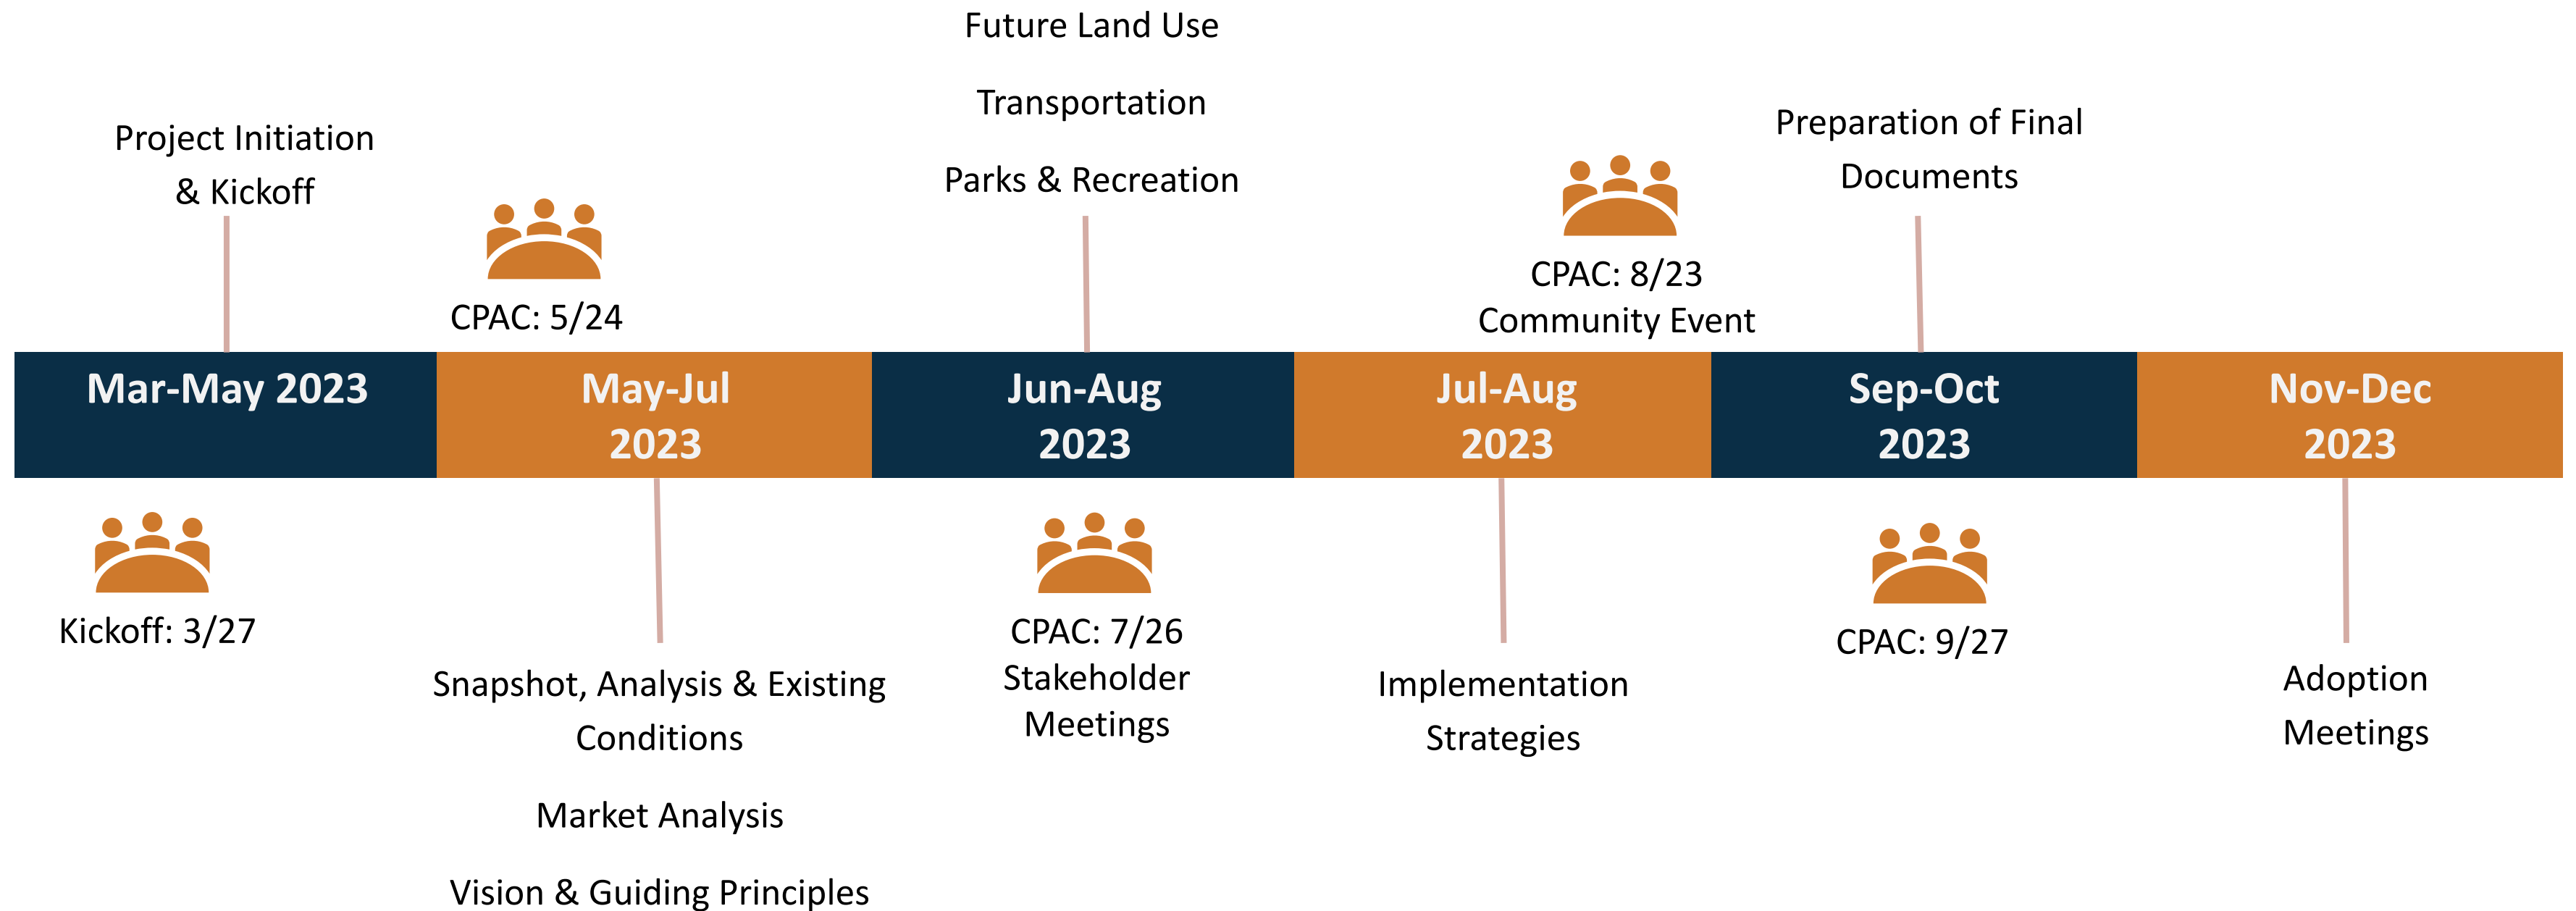 Future Land Use
Transportation
Parks & Recreation
Project Initiation
& Kickoff
CPAC: 5/24
CPAC: 8/23
Community Event
Preparation of Final
Documents
Mar-May 2023
May-Jul
2023
Jun-Aug
2023
Jul-Aug
2023
Sep-Oct
2023
Nov-Dec
2023
Kickoff: 3/27
Snapshot, Analysis & Existing
Conditions
Market Analysis
Vision & Guiding Principles
CPAC: 7/26
Stakeholder
Meetings
Implementation
Strategies
CPAC: 9/27
Adoption
Meetings